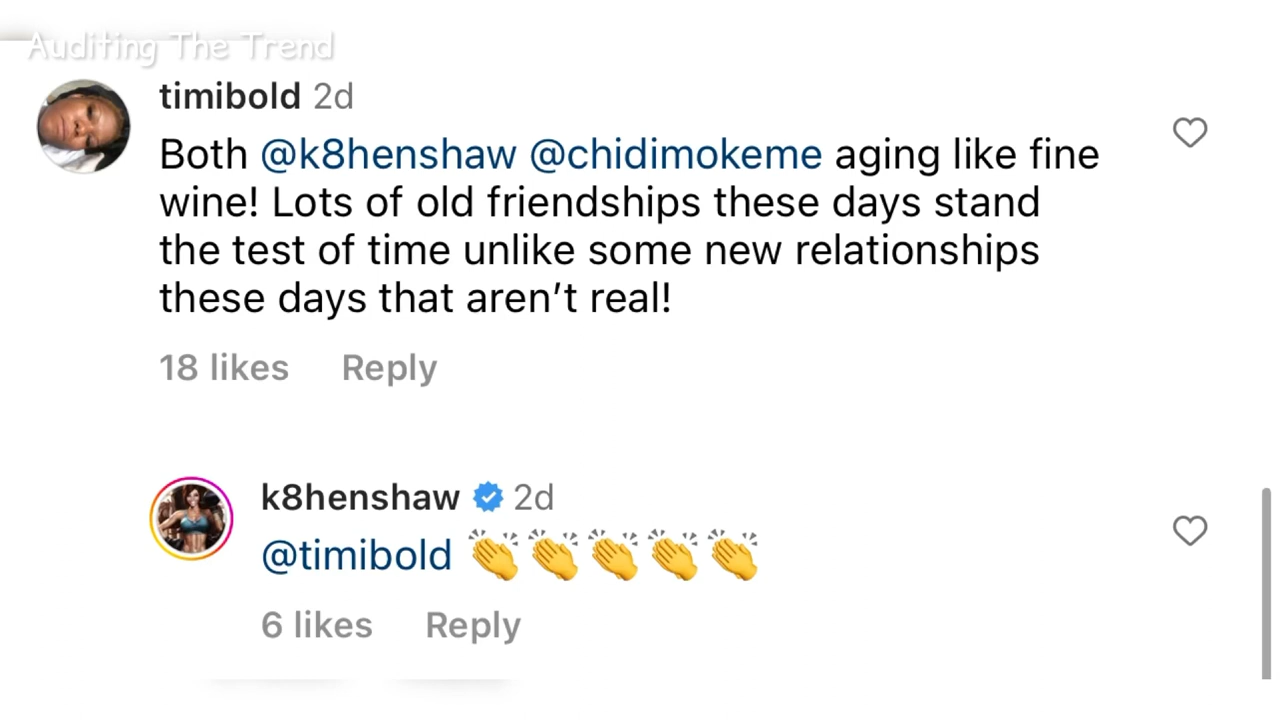 Auditing The Trend
timibold 2d
Both @k8henshaw @chidimokeme aging like fine
wine! Lots of old friendships these days stand
the test of time unlike some new relationships
these days that aren’t real!
18 likes Reply
k8henshaw 2d
@timibold 👏👏👏👏👏
6 likes Reply